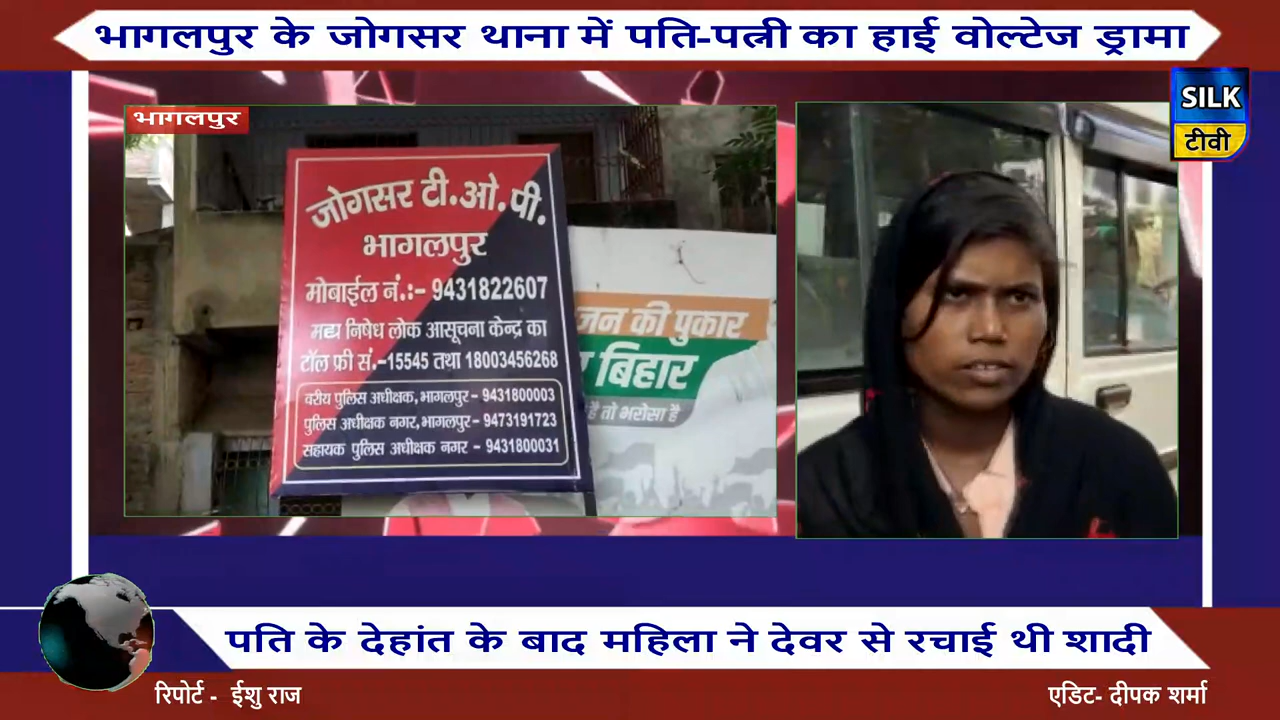 भागलपुर के जोगसर थाना में पति-पत्नी का हाई वोल्टेज ड्रामा
SILK
टीवी
भागलपुर
जोगसर टी.ओ.पी.
भागलपुर
मोबाईल नं.:- 9431822607
मद्य निषेध लोक आसूचना केन्द्र का
टॉल फ्री सं.-15545 तथा 18003456268
वरीय पुलिस अधीक्षक, भागलपुर - 9431800003
पुलिस अधीक्षक नगर, भागलपुर - 9473191723
सहायक पुलिस अधीक्षक नगर - 9431800031
जन की पुकार
बिहार
है तो भरोसा है
पति के देहांत के बाद महिला ने देवर से रचाई थी शादी
रिपोर्ट - ईशु राज
एडिट- दीपक शर्मा